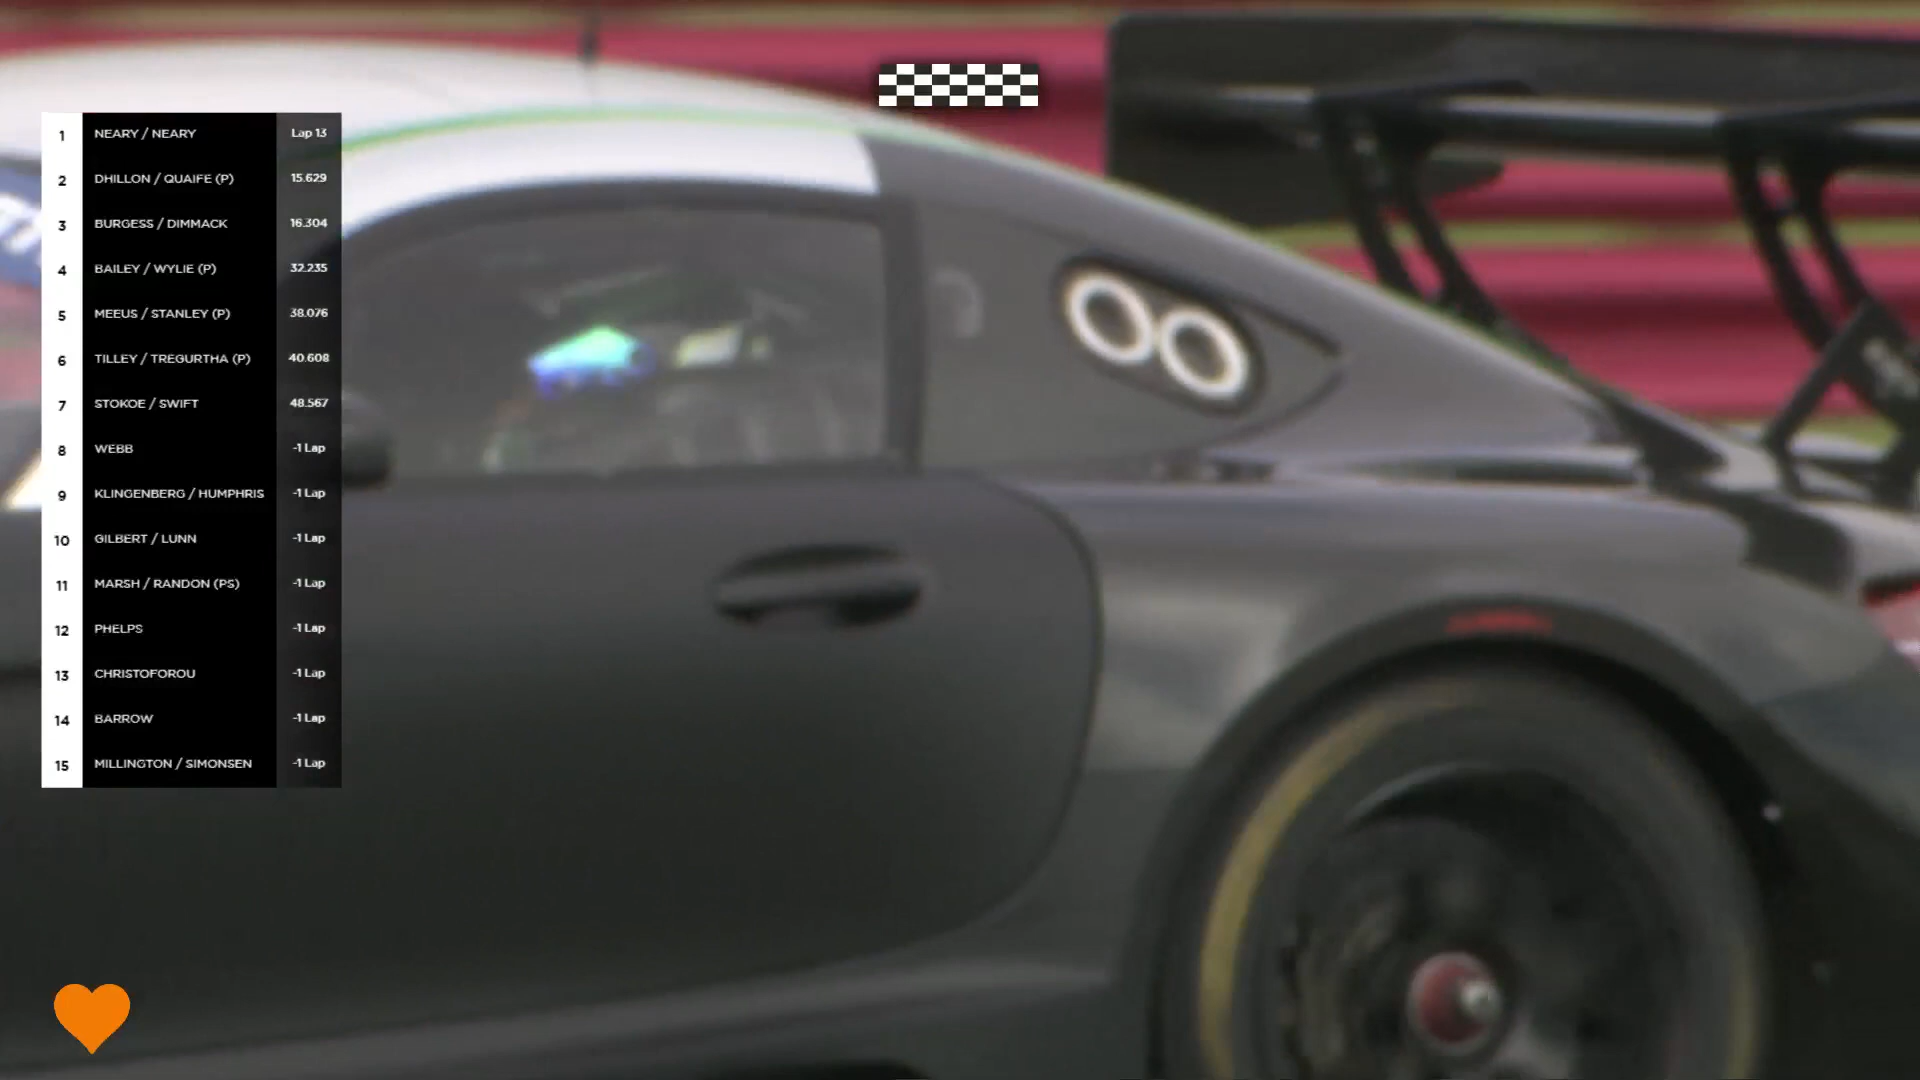 1 NEARY / NEARY Lap 13
2 DHILLON / QUAIFE (P) 15.629
3 BURGESS / DIMMACK 16.304
4 BAILEY / WYLIE (P) 32.235
5 MEEUS / STANLEY (P) 38.076
6 TILLEY / TREGURTHA (P) 40.608
7 STOKOE / SWIFT 48.567
8 WEBB -1 Lap
9 KLINGENBERG / HUMPHRIS -1 Lap
10 GILBERT / LUNN -1 Lap
11 MARSH / RANDON (PS) -1 Lap
12 PHELPS -1 Lap
13 CHRISTOFOROU -1 Lap
14 BARROW -1 Lap
15 MILLINGTON / SIMONSEN -1 Lap